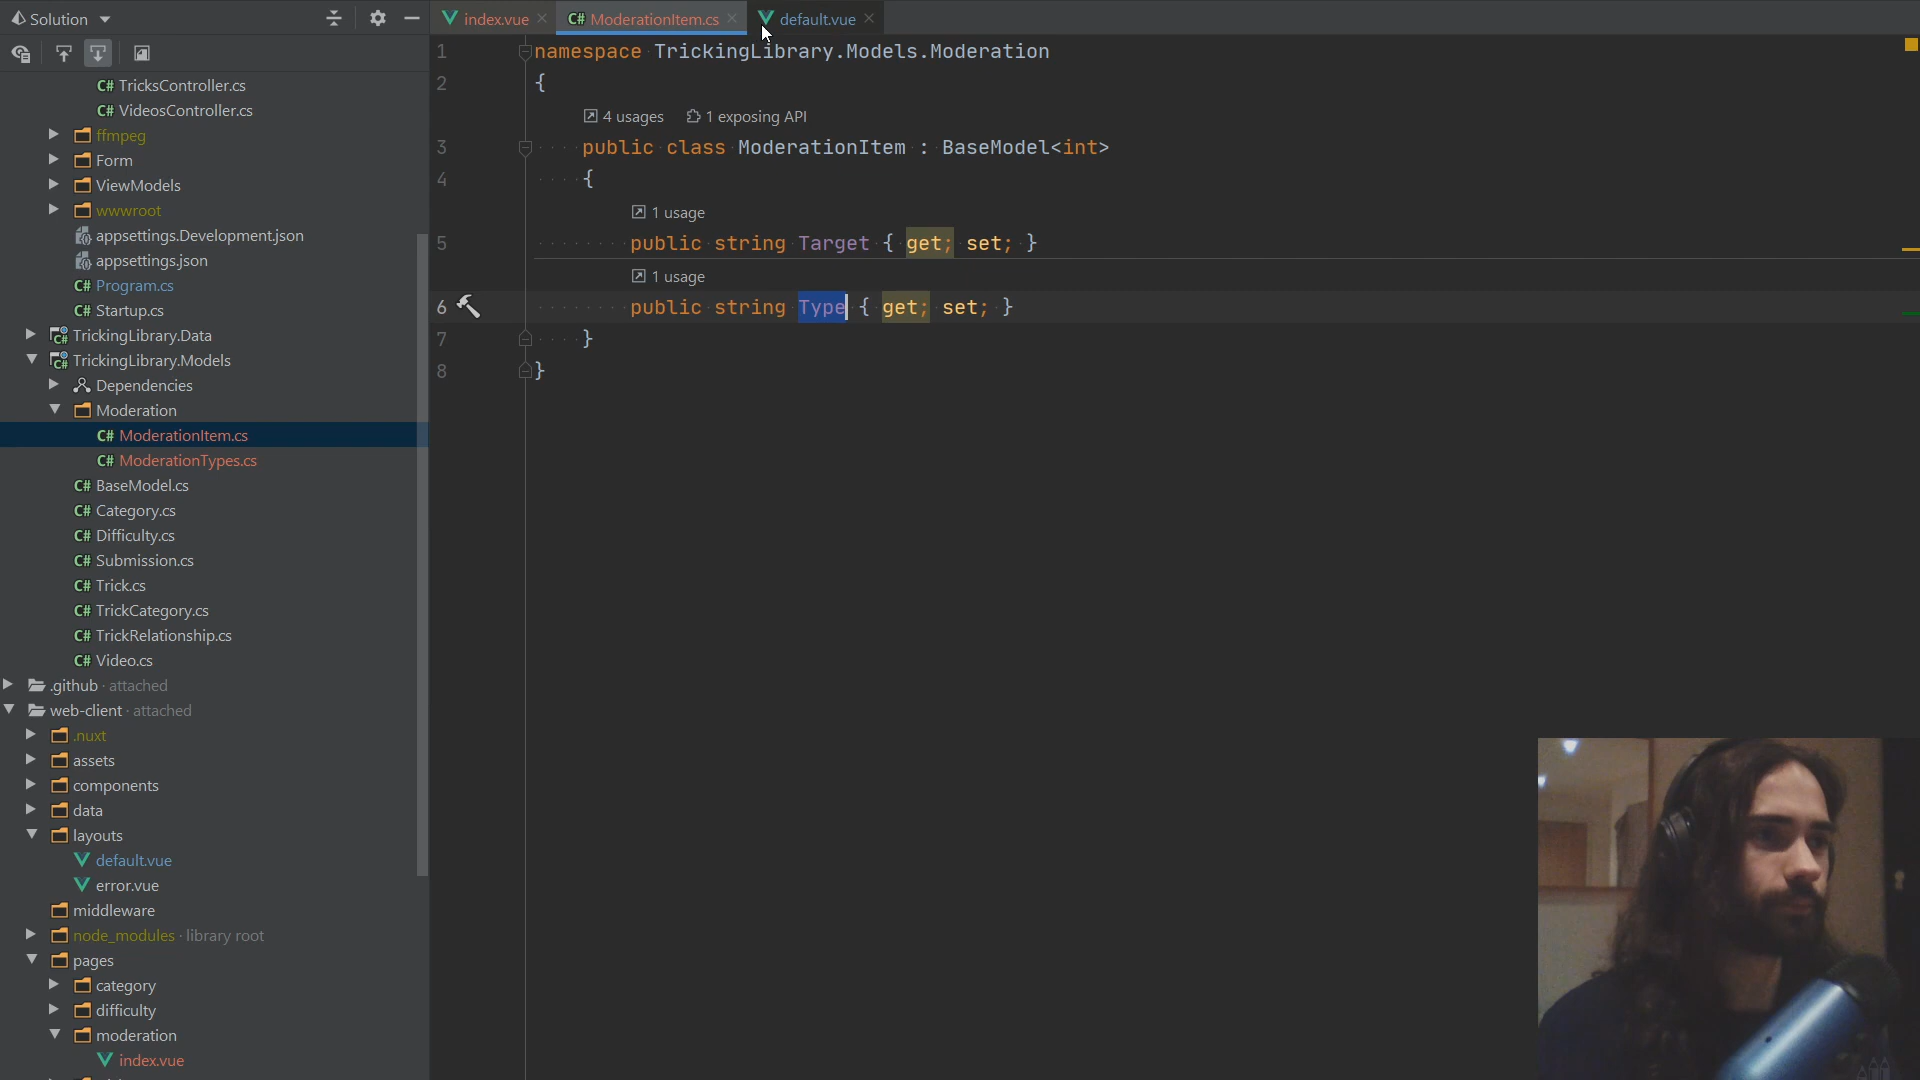 Solution
index.vue
C# ModerationItem.cs
default.vue
C# TricksController.cs
C# VideosController.cs
ffmpeg
Form
ViewModels
wwwroot
appsettings.Development.json
appsettings.json
C# Program.cs
C# Startup.cs
C# TrickingLibrary.Data
C# TrickingLibrary.Models
Dependencies
Moderation
C# ModerationItem.cs
C# ModerationTypes.cs
C# BaseModel.cs
C# Category.cs
C# Difficulty.cs
C# Submission.cs
C# Trick.cs
C# TrickCategory.cs
C# TrickRelationship.cs
C# Video.cs
.github · attached
web-client · attached
.nuxt
assets
components
data
layouts
default.vue
error.vue
middleware
node_modules · library root
pages
category
difficulty
moderation
index.vue
1 namespace TrickingLibrary.Models.Moderation
2 {
4 usages 1 exposing API
3 public class ModerationItem : BaseModel<int>
4 {
1 usage
5 public string Target { get; set; }
1 usage
6 public string Type { get; set; }
7 }
8 }